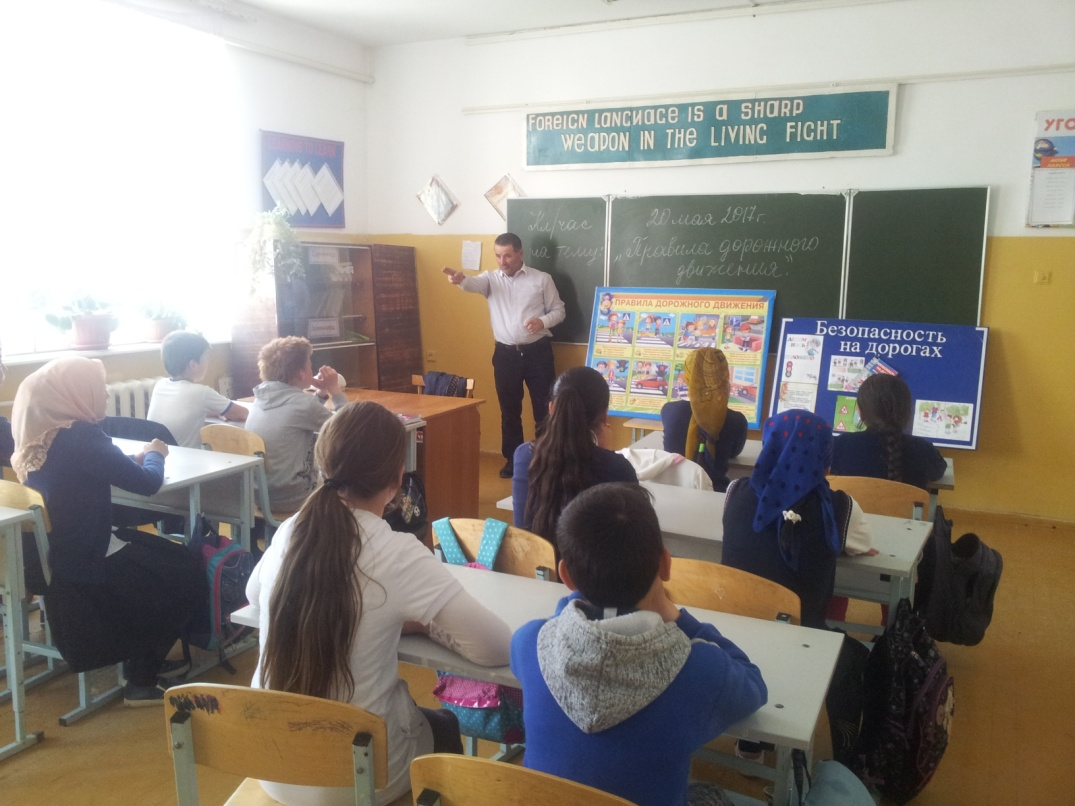 FOREIGN LANGUAGE IS A SHARP
WEAPON IN THE LIVING FIGHT
УГО
Кл/час
на тему:
20 мая 2017г.
"Правила дорожного
движения".
ПРАВИЛА ДОРОЖНОГО ДВИЖЕНИЯ
Безопасность
на дорогах